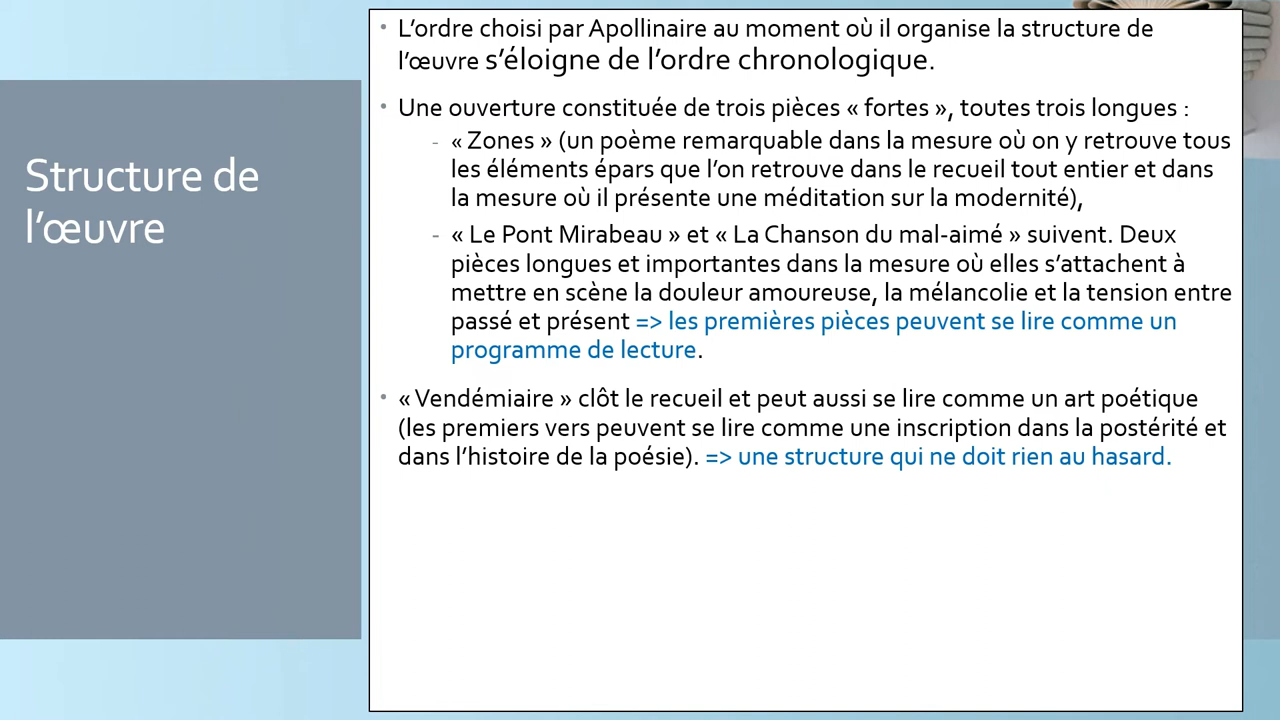 Structure de
l’œuvre
• L’ordre choisi par Apollinaire au moment où il organise la structure de
l’œuvre s’éloigne de l’ordre chronologique.
• Une ouverture constituée de trois pièces « fortes », toutes trois longues :
- « Zones » (un poème remarquable dans la mesure où on y retrouve tous
les éléments épars que l’on retrouve dans le recueil tout entier et dans
la mesure où il présente une méditation sur la modernité),
- « Le Pont Mirabeau » et « La Chanson du mal-aimé » suivent. Deux
pièces longues et importantes dans la mesure où elles s’attachent à
mettre en scène la douleur amoureuse, la mélancolie et la tension entre
passé et présent => les premières pièces peuvent se lire comme un
programme de lecture.
• « Vendémiaire » clôt le recueil et peut aussi se lire comme un art poétique
(les premiers vers peuvent se lire comme une inscription dans la postérité et
dans l’histoire de la poésie). => une structure qui ne doit rien au hasard.